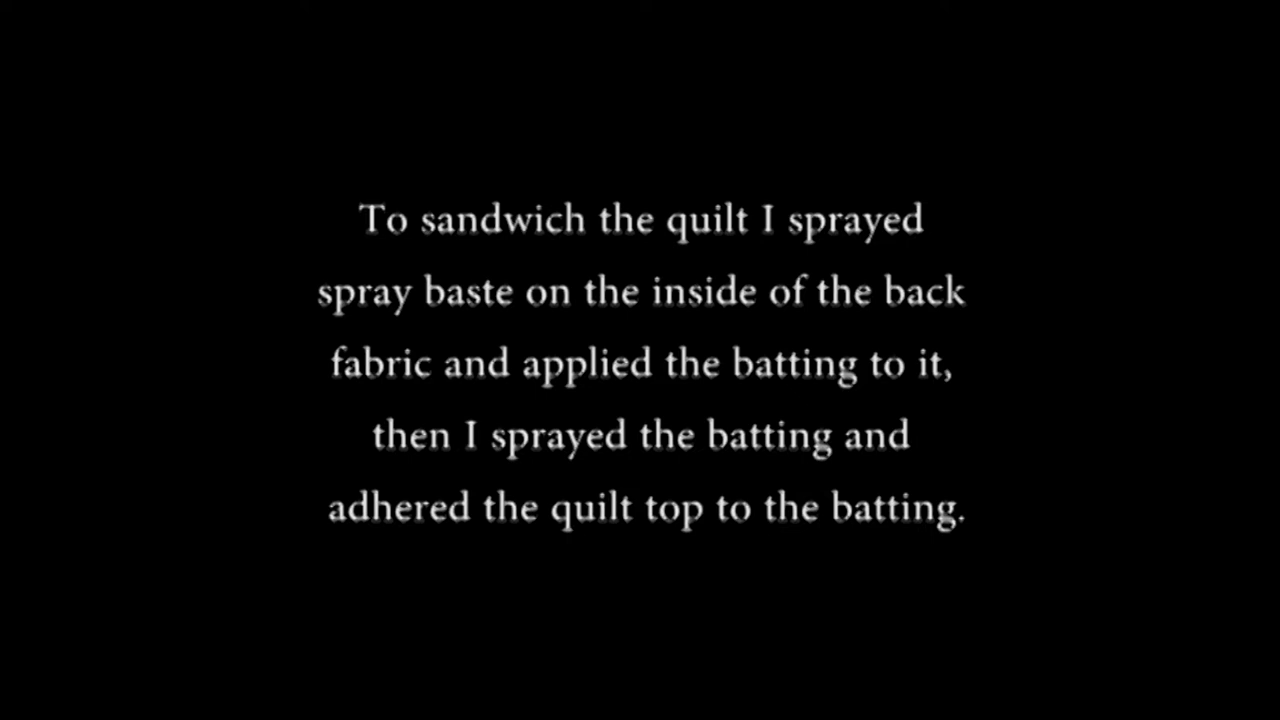 To sandwich the quilt I sprayed
spray baste on the inside of the back
fabric and applied the batting to it,
then I sprayed the batting and
adhered the quilt top to the batting.